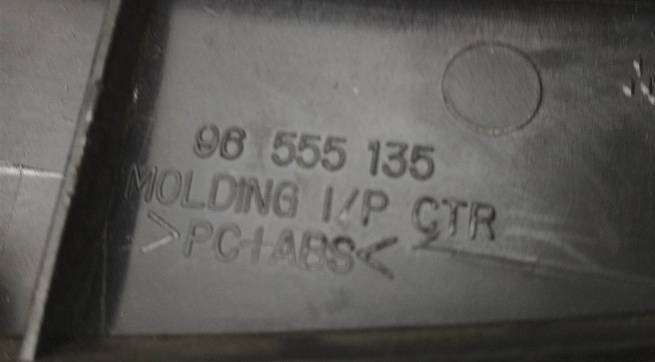 96 555 135
MOLDING I/P CTR
>PC+ABS<